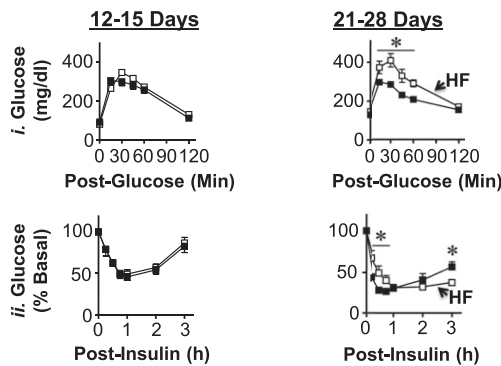 12-15 Days
21-28 Days
i. Glucose
(mg/dl)
600
400
200
0
0 30 60 90 120
Post-Glucose (Min)
600
400
200
0
*
HF
0 30 60 90 120
Post-Glucose (Min)
ii. Glucose
(% Basal)
100
50
0
0 1 2 3
Post-Insulin (h)
100
50
0
*
*
HF
0 1 2 3
Post-Insulin (h)